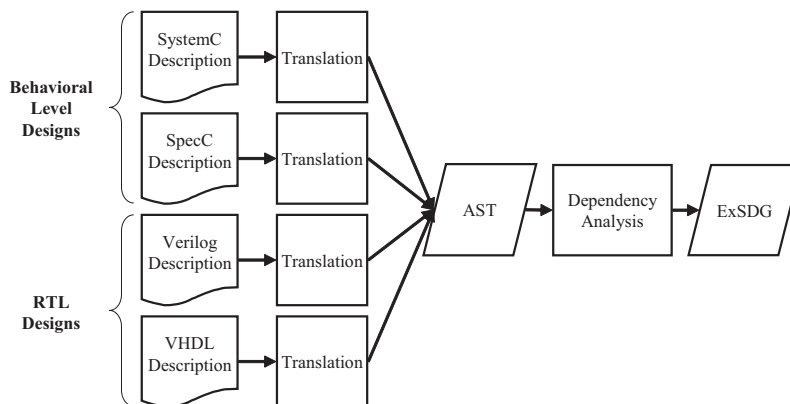 SystemC
Description
Translation
Behavioral
Level
Designs
SpecC
Description
Translation
AST
Dependency
Analysis
ExSDG
Verilog
Description
Translation
RTL
Designs
VHDL
Description
Translation